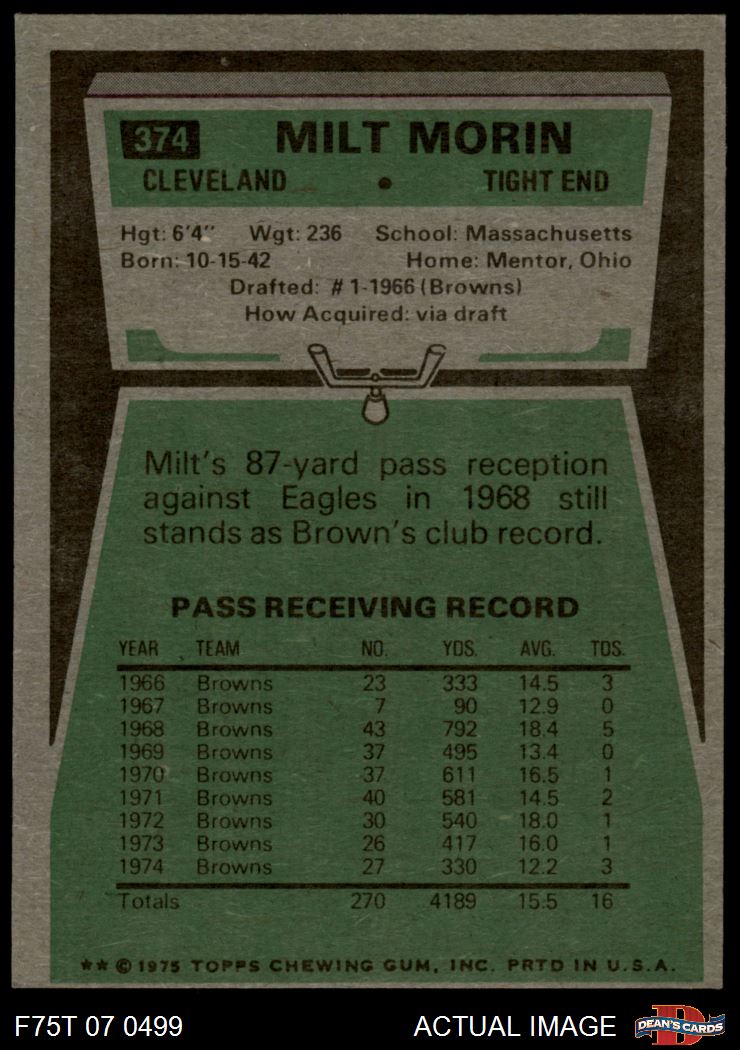 374 MILT MORIN
CLEVELAND • TIGHT END
Hgt: 6'4" Wgt: 236 School: Massachusetts
Born: 10-15-42 Home: Mentor, Ohio
Drafted: #1-1966 (Browns)
How Acquired: via draft
Milt's 87-yard pass reception
against Eagles in 1968 still
stands as Brown's club record.
PASS RECEIVING RECORD
YEAR TEAM NO. YDS. AVG. TDS.
1966 Browns 23 333 14.5 3
1967 Browns 7 90 12.9 0
1968 Browns 43 792 18.4 5
1969 Browns 37 495 13.4 0
1970 Browns 37 611 16.5 1
1971 Browns 40 581 14.5 2
1972 Browns 30 540 18.0 1
1973 Browns 26 417 16.0 1
1974 Browns 27 330 12.2 3
Totals 270 4189 15.5 16
** © 1975 TOPPS CHEWING GUM, INC. PRTD IN U.S.A.
F75T 07 0499 ACTUAL IMAGE D DEAN'S CARDS